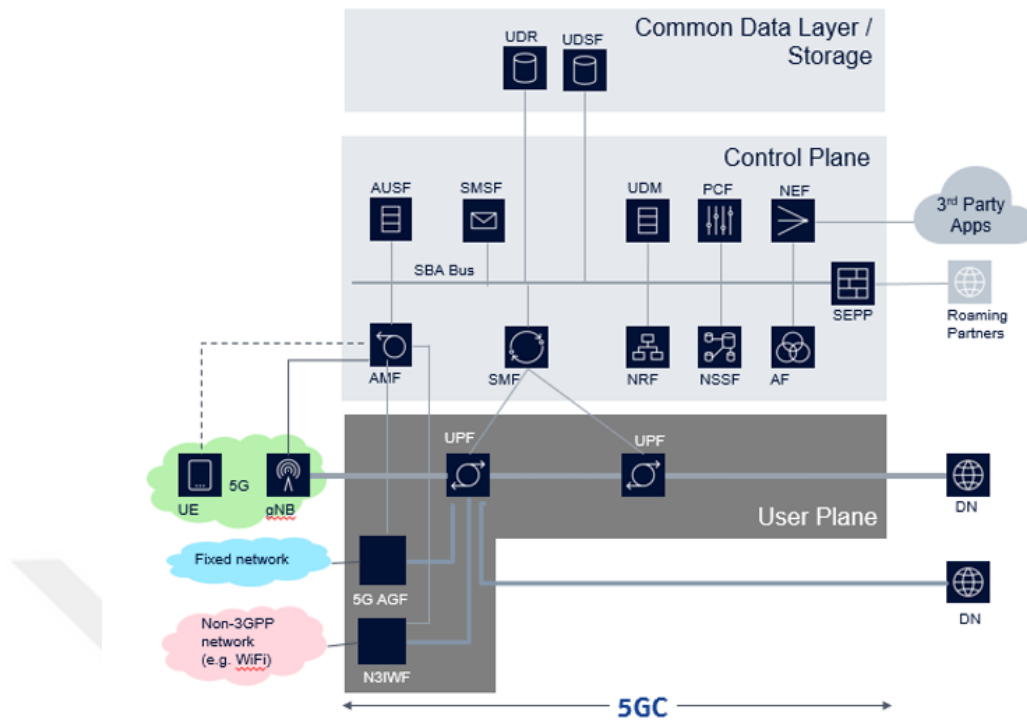 Common Data Layer /
Storage
UDR
UDSF
Control Plane
AUSF
SMSF
UDM
PCF
NEF
3rd Party
Apps
SBA Bus
SEPP
Roaming
Partners
AMF
SMF
NRF
NSSF
AF
UPF
UPF
5G
UE
gNB
DN
User Plane
Fixed network
5G AGF
DN
Non-3GPP
network
(e.g. WiFi)
N3IWF
5GC